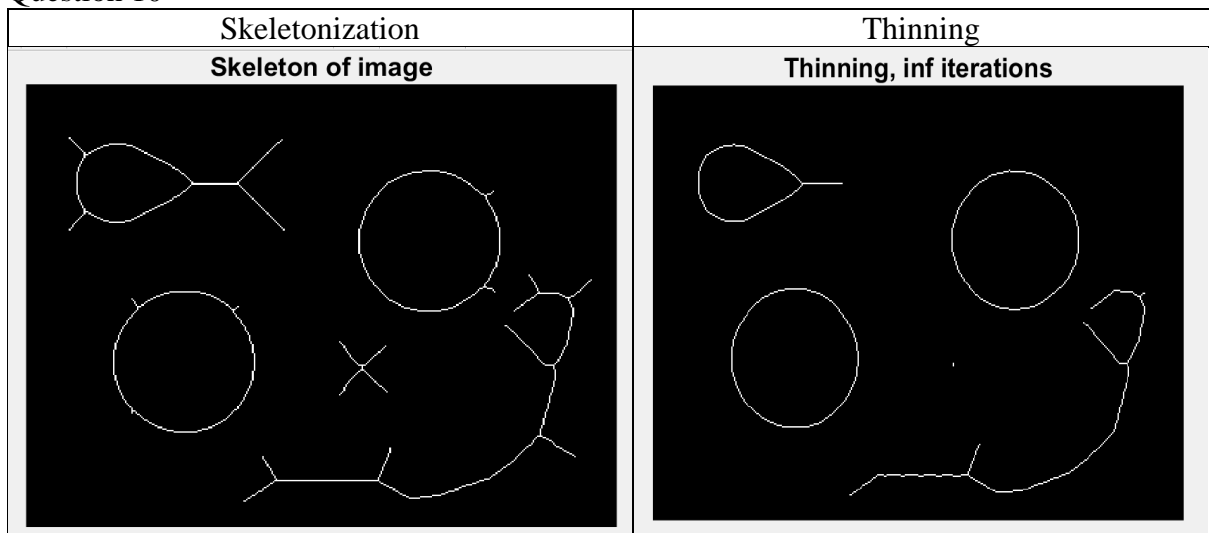 Skeletonization
Thinning
Skeleton of image
Thinning, inf iterations